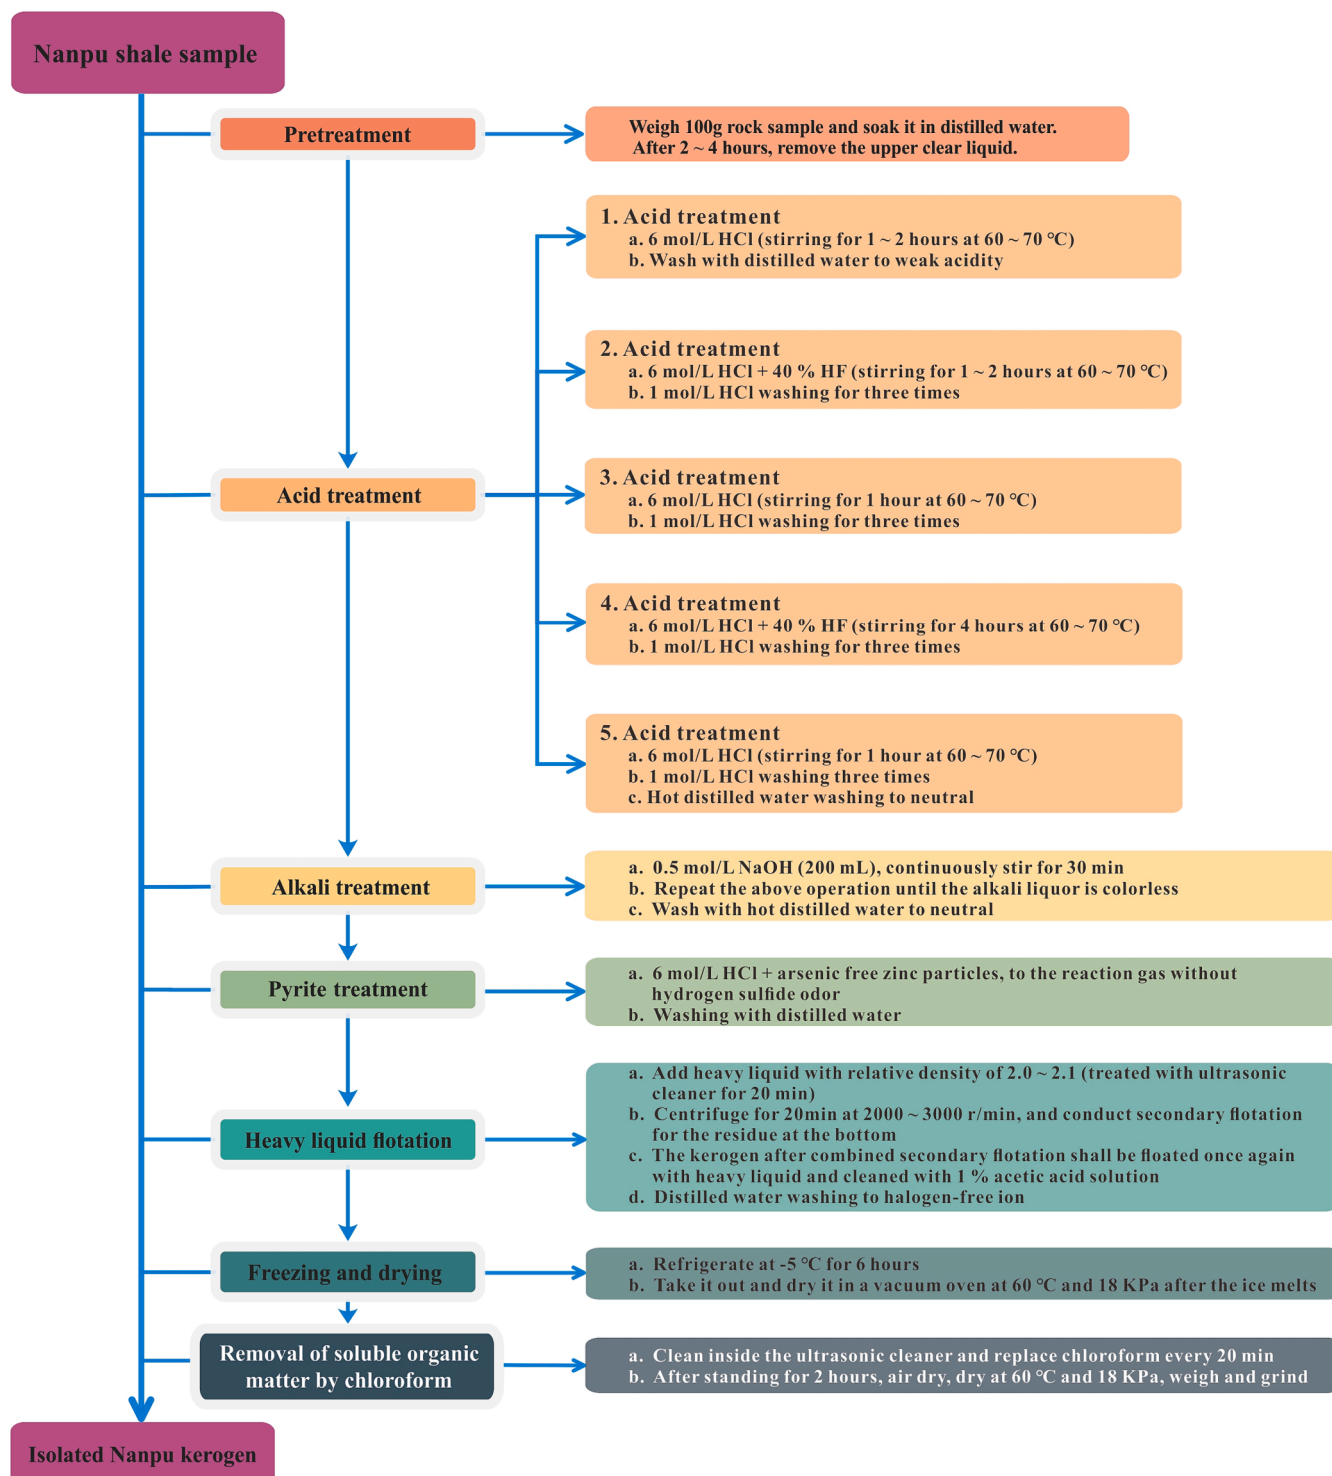 Nanpu shale sample
Pretreatment
Weigh 100g rock sample and soak it in distilled water.
After 2 ~ 4 hours, remove the upper clear liquid.
1. Acid treatment
a. 6 mol/L HCl (stirring for 1 ~ 2 hours at 60 ~ 70 ℃)
b. Wash with distilled water to weak acidity
2. Acid treatment
a. 6 mol/L HCl + 40 % HF (stirring for 1 ~ 2 hours at 60 ~ 70 ℃)
b. 1 mol/L HCl washing for three times
Acid treatment
3. Acid treatment
a. 6 mol/L HCl (stirring for 1 hour at 60 ~ 70 ℃)
b. 1 mol/L HCl washing for three times
4. Acid treatment
a. 6 mol/L HCl + 40 % HF (stirring for 4 hours at 60 ~ 70 ℃)
b. 1 mol/L HCl washing for three times
5. Acid treatment
a. 6 mol/L HCl (stirring for 1 hour at 60 ~ 70 ℃)
b. 1 mol/L HCl washing three times
c. Hot distilled water washing to neutral
Alkali treatment
a. 0.5 mol/L NaOH (200 mL), continuously stir for 30 min
b. Repeat the above operation until the alkali liquor is colorless
c. Wash with hot distilled water to neutral
Pyrite treatment
a. 6 mol/L HCl + arsenic free zinc particles, to the reaction gas without
hydrogen sulfide odor
b. Washing with distilled water
Heavy liquid flotation
a. Add heavy liquid with relative density of 2.0 ~ 2.1 (treated with ultrasonic
cleaner for 20 min)
b. Centrifuge for 20min at 2000 ~ 3000 r/min, and conduct secondary flotation
for the residue at the bottom
c. The kerogen after combined secondary flotation shall be floated once again
with heavy liquid and cleaned with 1 % acetic acid solution
d. Distilled water washing to halogen-free ion
Freezing and drying
a. Refrigerate at -5 ℃ for 6 hours
b. Take it out and dry it in a vacuum oven at 60 ℃ and 18 KPa after the ice melts
Removal of soluble organic
matter by chloroform
a. Clean inside the ultrasonic cleaner and replace chloroform every 20 min
b. After standing for 2 hours, air dry, dry at 60 ℃ and 18 KPa, weigh and grind
Isolated Nanpu kerogen